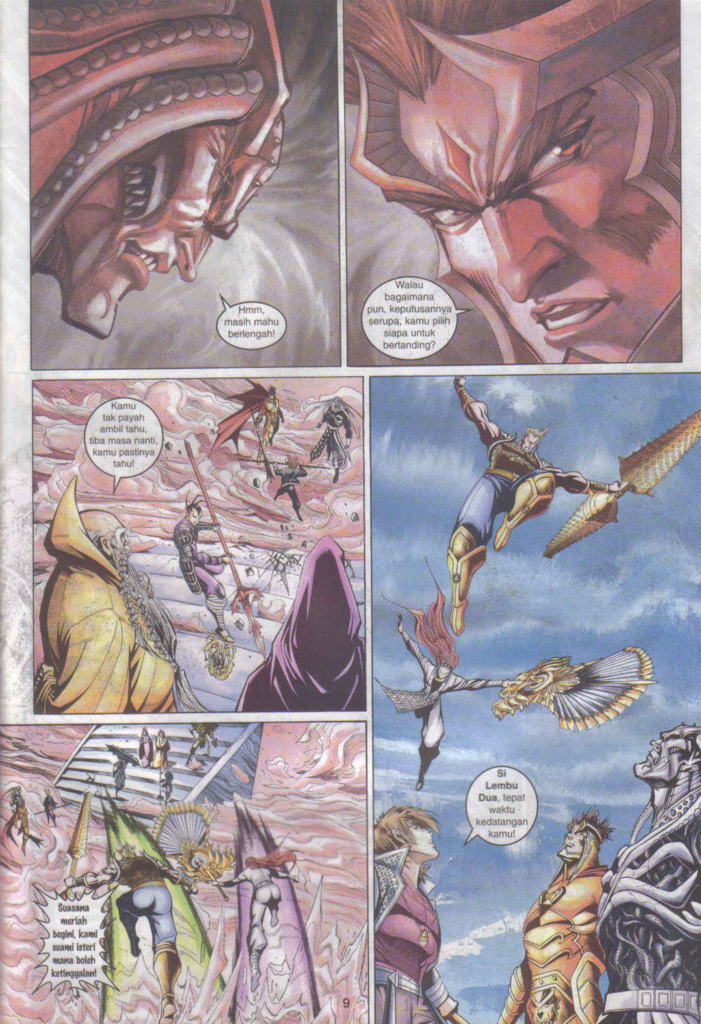 Hmm,
masih mahu
berlengah!
Walau
bagaimana
pun, keputusannya
serupa, kamu pilih
siapa untuk
bertanding?
Kamu
tak payah
ambil tahu,
tiba masa nanti,
kamu pastinya
tahu!
Suasana
meriah
begini, kami
suami isteri
mana boleh
ketinggalan!
Si
Lembu
Dua, tepat
waktu
kedatangan
kamu!
9